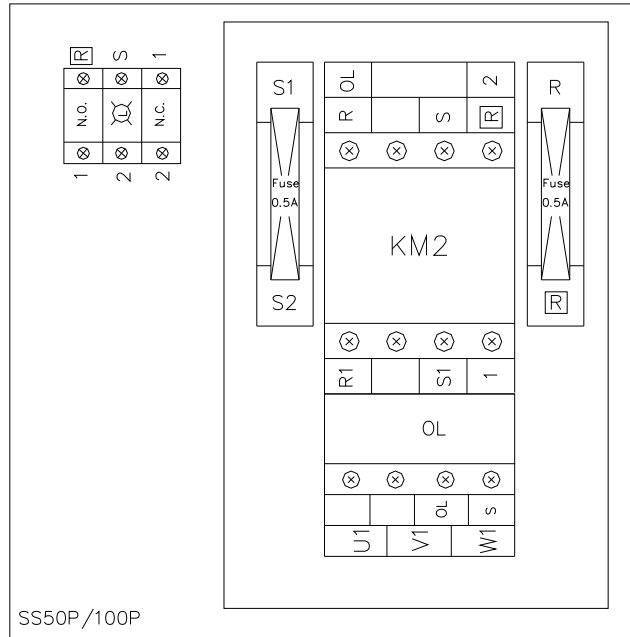 R S 1
N.O. L N.C.
1 2 2
S1
Fuse
0.5A
S2
OL 2
R S R
KM2
R1 S1 1
OL
OL S
U1 V1 W1
R
Fuse
0.5A
R
SS50P/100P